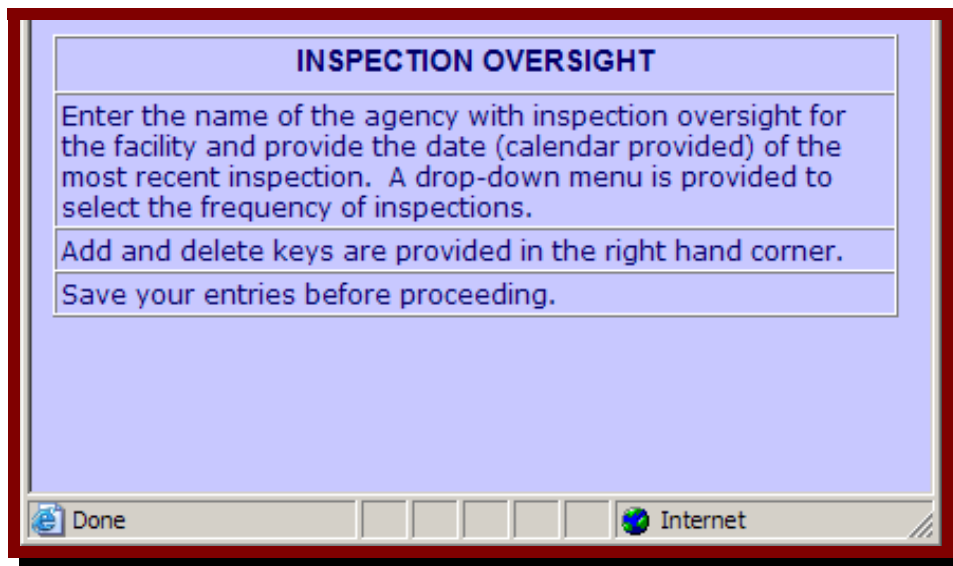 INSPECTION OVERSIGHT
Enter the name of the agency with inspection oversight for
the facility and provide the date (calendar provided) of the
most recent inspection.  A drop-down menu is provided to
select the frequency of inspections.
Add and delete keys are provided in the right hand corner.
Save your entries before proceeding.
Done
Internet